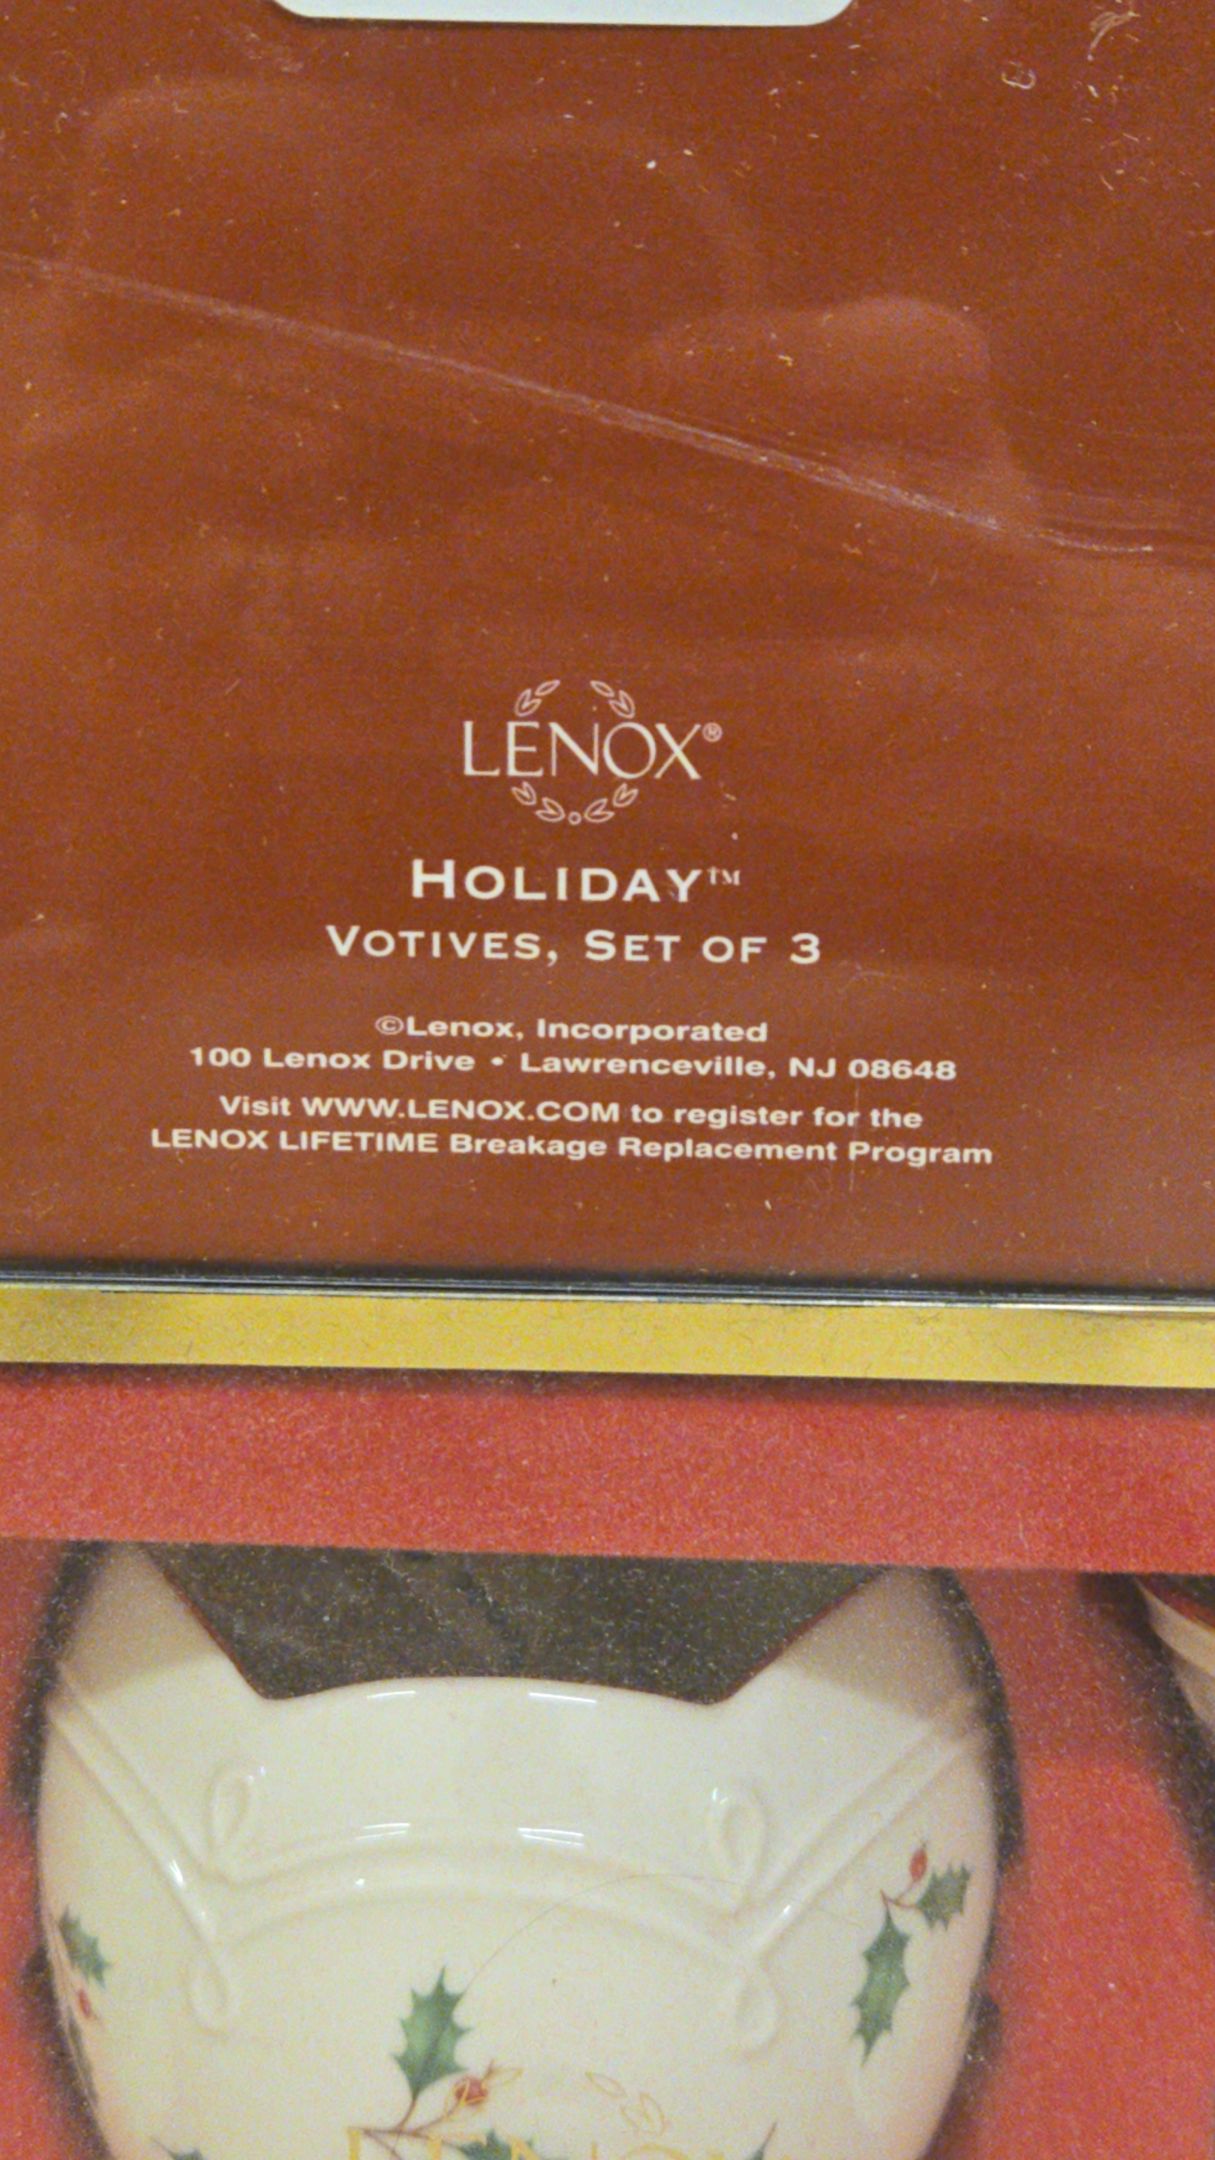 LENOX®
HOLIDAY™
VOTIVES, SET OF 3
©Lenox, Incorporated
100 Lenox Drive • Lawrenceville, NJ 08648
Visit WWW.LENOX.COM to register for the
LENOX LIFETIME Breakage Replacement Program
LENOX